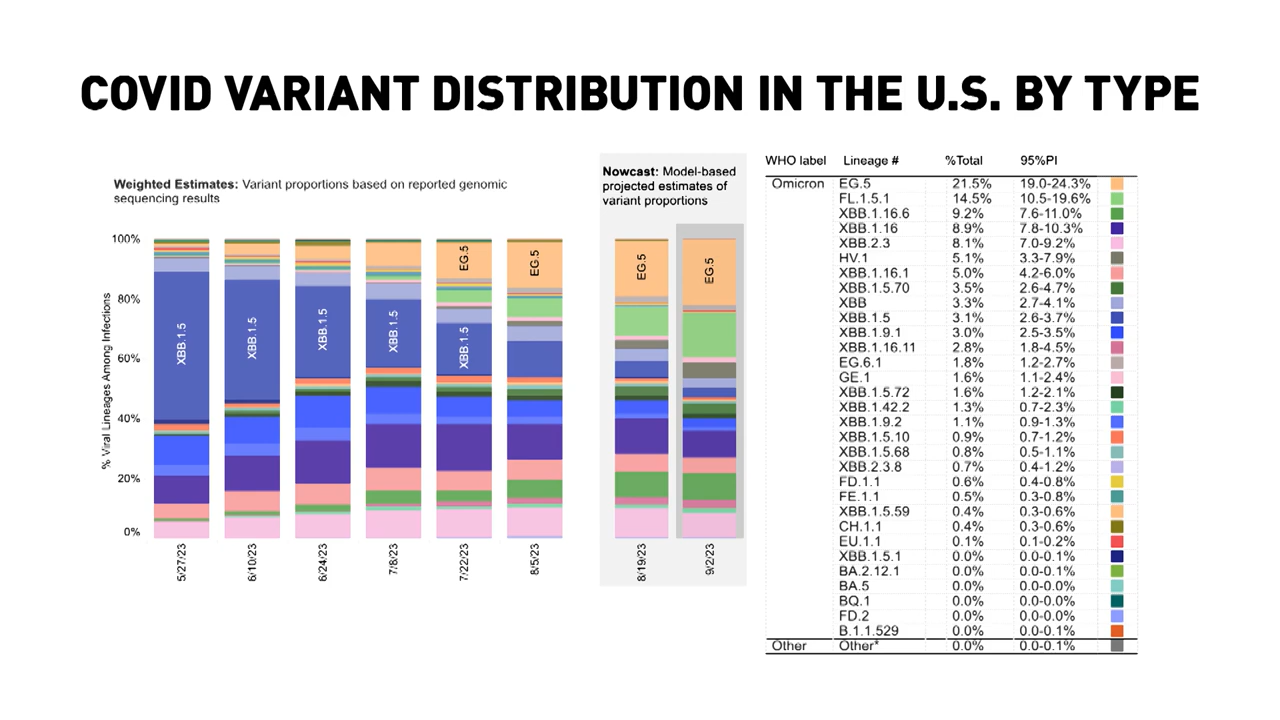 COVID VARIANT DISTRIBUTION IN THE U.S. BY TYPE
Weighted Estimates: Variant proportions based on reported genomic
sequencing results
Nowcast: Model-based
projected estimates of
variant proportions
% Viral Lineages Among Infections
100%
80%
60%
40%
20%
0%
XBB.1.5
XBB.1.5
XBB.1.5
XBB.1.5
EG.5
XBB.1.5
EG.5
EG.5
EG.5
5/27/23
6/10/23
6/24/23
7/8/23
7/22/23
8/5/23
8/19/23
9/2/23
WHO label Lineage # %Total 95%PI
Omicron EG.5 21.5% 19.0-24.3%
FL.1.5.1 14.5% 10.5-19.6%
XBB.1.16.6 9.2% 7.6-11.0%
XBB.1.16 8.9% 7.8-10.3%
XBB.2.3 8.1% 7.0-9.2%
HV.1 5.1% 3.3-7.9%
XBB.1.16.1 5.0% 4.2-6.0%
XBB.1.5.70 3.5% 2.6-4.7%
XBB 3.3% 2.7-4.1%
XBB.1.5 3.1% 2.6-3.7%
XBB.1.9.1 3.0% 2.5-3.5%
XBB.1.16.11 2.8% 1.8-4.5%
EG.6.1 1.8% 1.2-2.7%
GE.1 1.6% 1.1-2.4%
XBB.1.5.72 1.6% 1.2-2.1%
XBB.1.42.2 1.3% 0.7-2.3%
XBB.1.9.2 1.1% 0.9-1.3%
XBB.1.5.10 0.9% 0.7-1.2%
XBB.1.5.68 0.8% 0.5-1.1%
XBB.2.3.8 0.7% 0.4-1.2%
FD.1.1 0.6% 0.4-0.8%
FE.1.1 0.5% 0.3-0.8%
XBB.1.5.59 0.4% 0.3-0.6%
CH.1.1 0.4% 0.3-0.6%
EU.1.1 0.1% 0.1-0.2%
XBB.1.5.1 0.0% 0.0-0.1%
BA.2.12.1 0.0% 0.0-0.1%
BA.5 0.0% 0.0-0.0%
BQ.1 0.0% 0.0-0.0%
FD.2 0.0% 0.0-0.0%
B.1.1.529 0.0% 0.0-0.1%
Other Other* 0.0% 0.0-0.1%